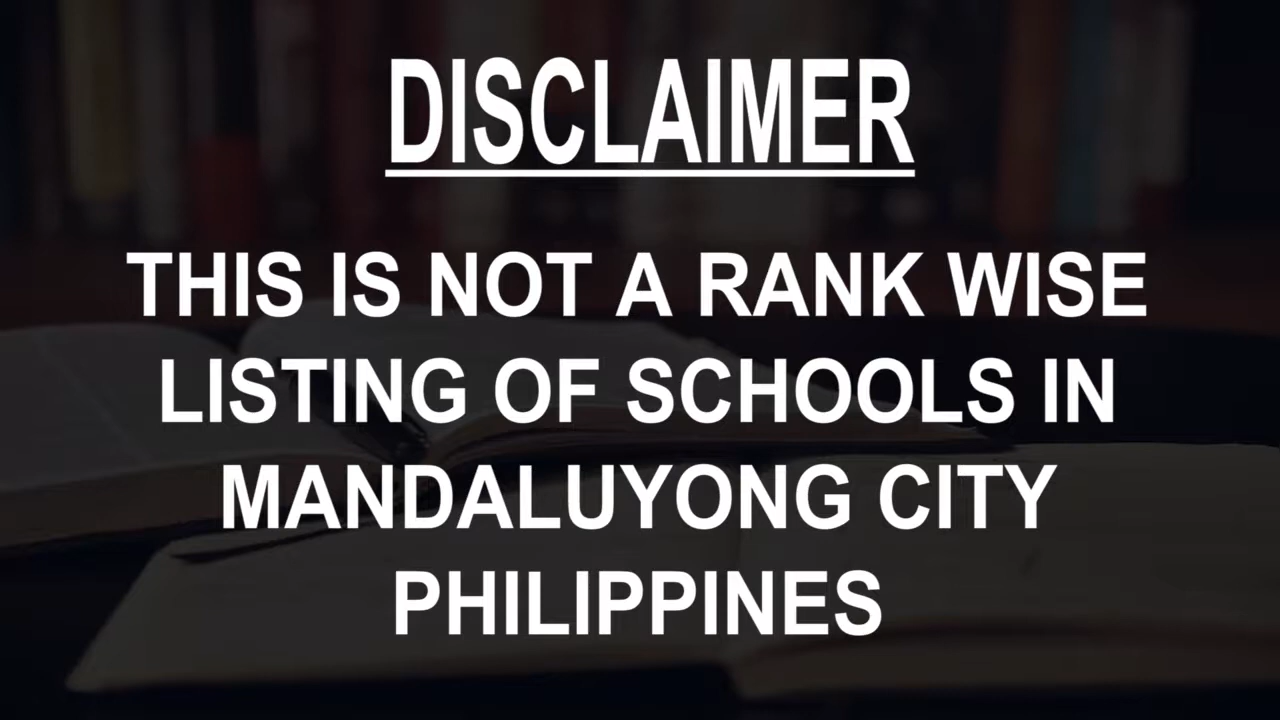 DISCLAIMER
THIS IS NOT A RANK WISE
LISTING OF SCHOOLS IN
MANDALUYONG CITY
PHILIPPINES